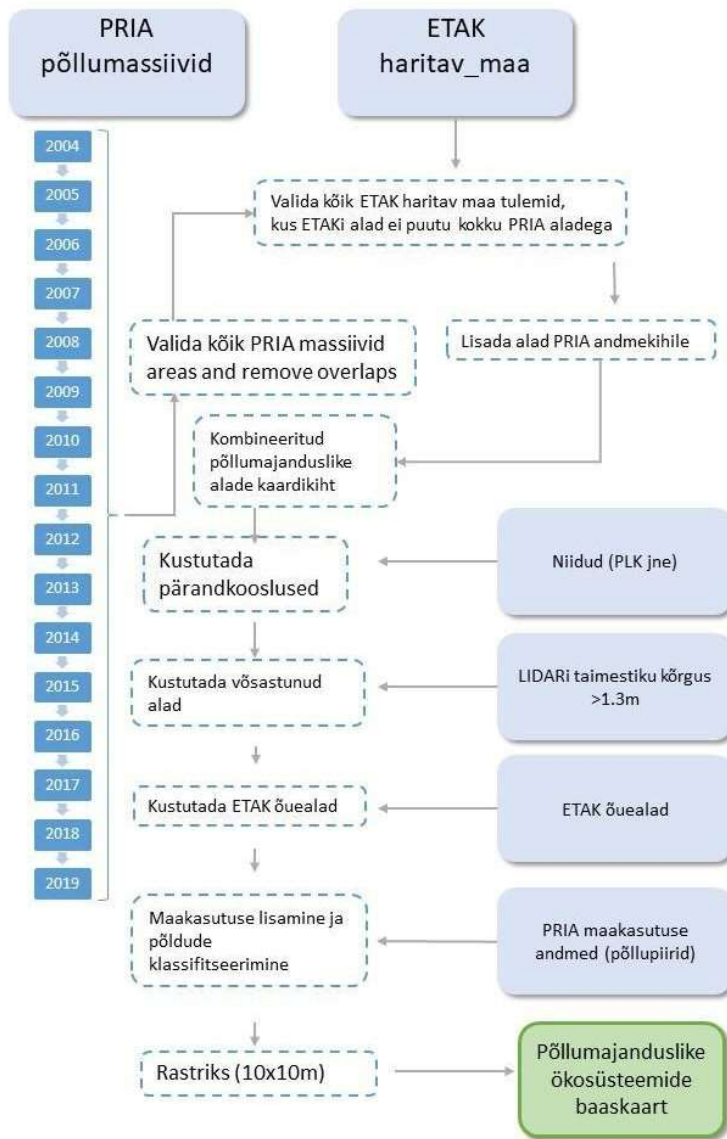 PRIA
põllumassiivid
ETAK
haritav_maa
2004
2005
2006
2007
2008
2009
2010
2011
2012
2013
2014
2015
2016
2017
2018
2019
Valida kõik ETAK haritav maa tulemid,
kus ETAKi alad ei puutu kokku PRIA aladega
Valida kõik PRIA massiivid
areas and remove overlaps
Lisada alad PRIA andmekihile
Kombineeritud
põllumajanduslike
alade kaardikiht
Kustutada
pärandkooslused
Niidud (PLK jne)
Kustutada võsastunud
alad
LIDARi taimestiku kõrgus
>1.3m
Kustutada ETAK õuealad
ETAK õuealad
Maakasutuse lisamine ja
põldude
klassifitseerimine
PRIA maakasutuse
andmed (põllupiirid)
Rastriks (10x10m)
Põllumajanduslike
ökosüsteemide
baaskaart